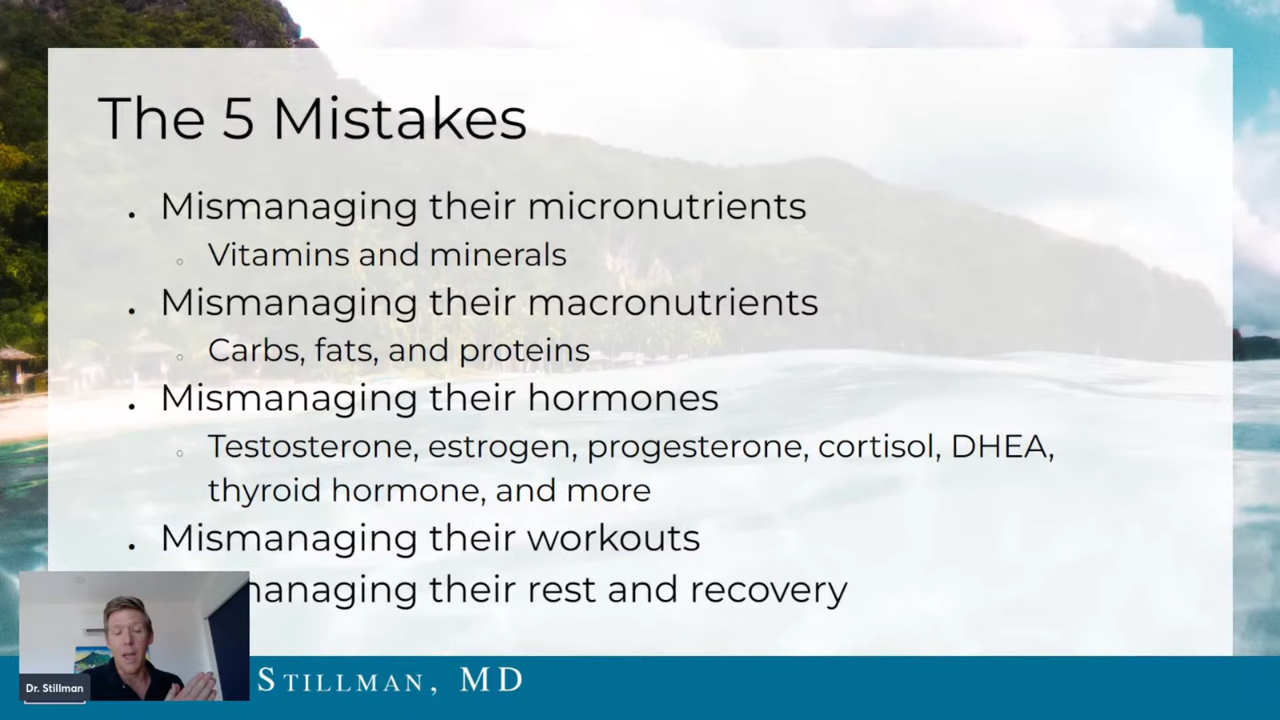 The 5 Mistakes
Mismanaging their micronutrients
Vitamins and minerals
Mismanaging their macronutrients
Carbs, fats, and proteins
Mismanaging their hormones
Testosterone, estrogen, progesterone, cortisol, DHEA,
thyroid hormone, and more
Mismanaging their workouts
managing their rest and recovery
Dr. Stillman
STILLMAN, MD